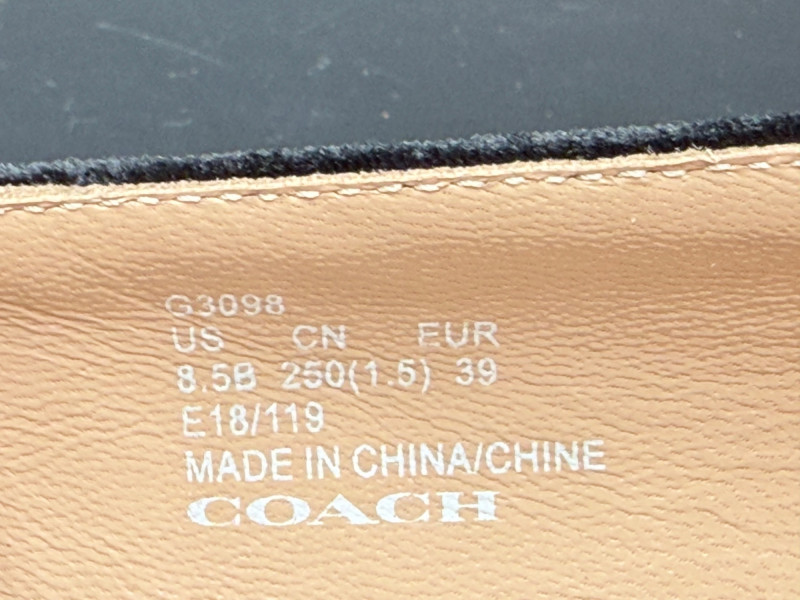 G3098
US CN EUR
8.5B 250(1.5) 39
E18/119
MADE IN CHINA/CHINE
COACH